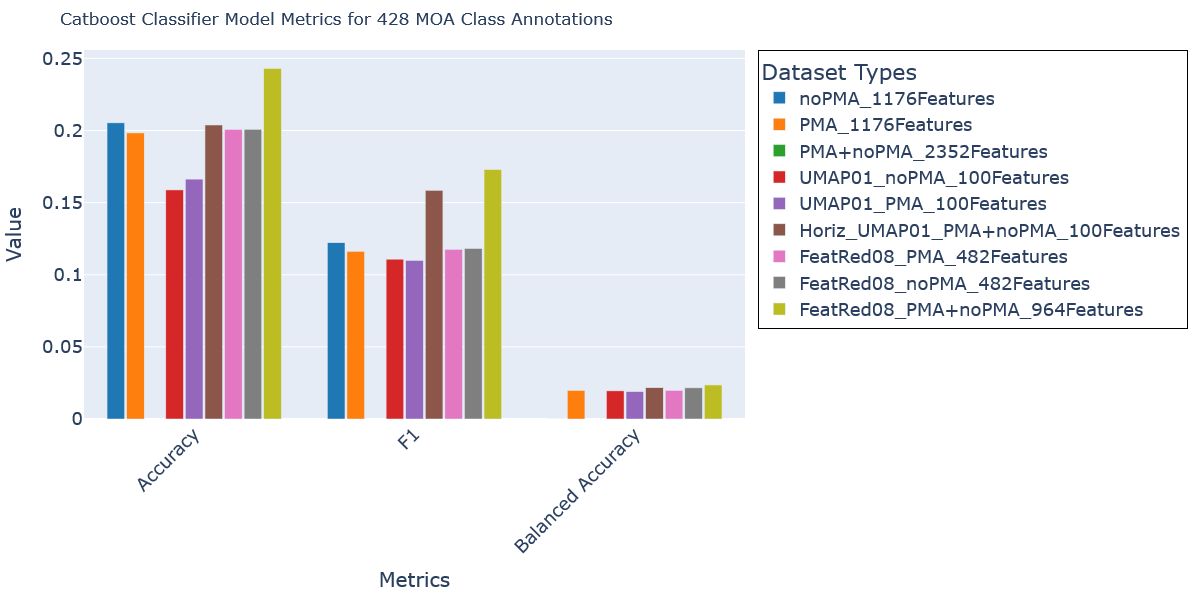 Catboost Classifier Model Metrics for 428 MOA Class Annotations
0.25
0.2
0.15
0.1
0.05
0
Value
Accuracy
F1
Balanced Accuracy
Metrics
Dataset Types
noPMA_1176Features
PMA_1176Features
PMA+noPMA_2352Features
UMAP01_noPMA_100Features
UMAP01_PMA_100Features
Horiz_UMAP01_PMA+noPMA_100Features
FeatRed08_PMA_482Features
FeatRed08_noPMA_482Features
FeatRed08_PMA+noPMA_964Features